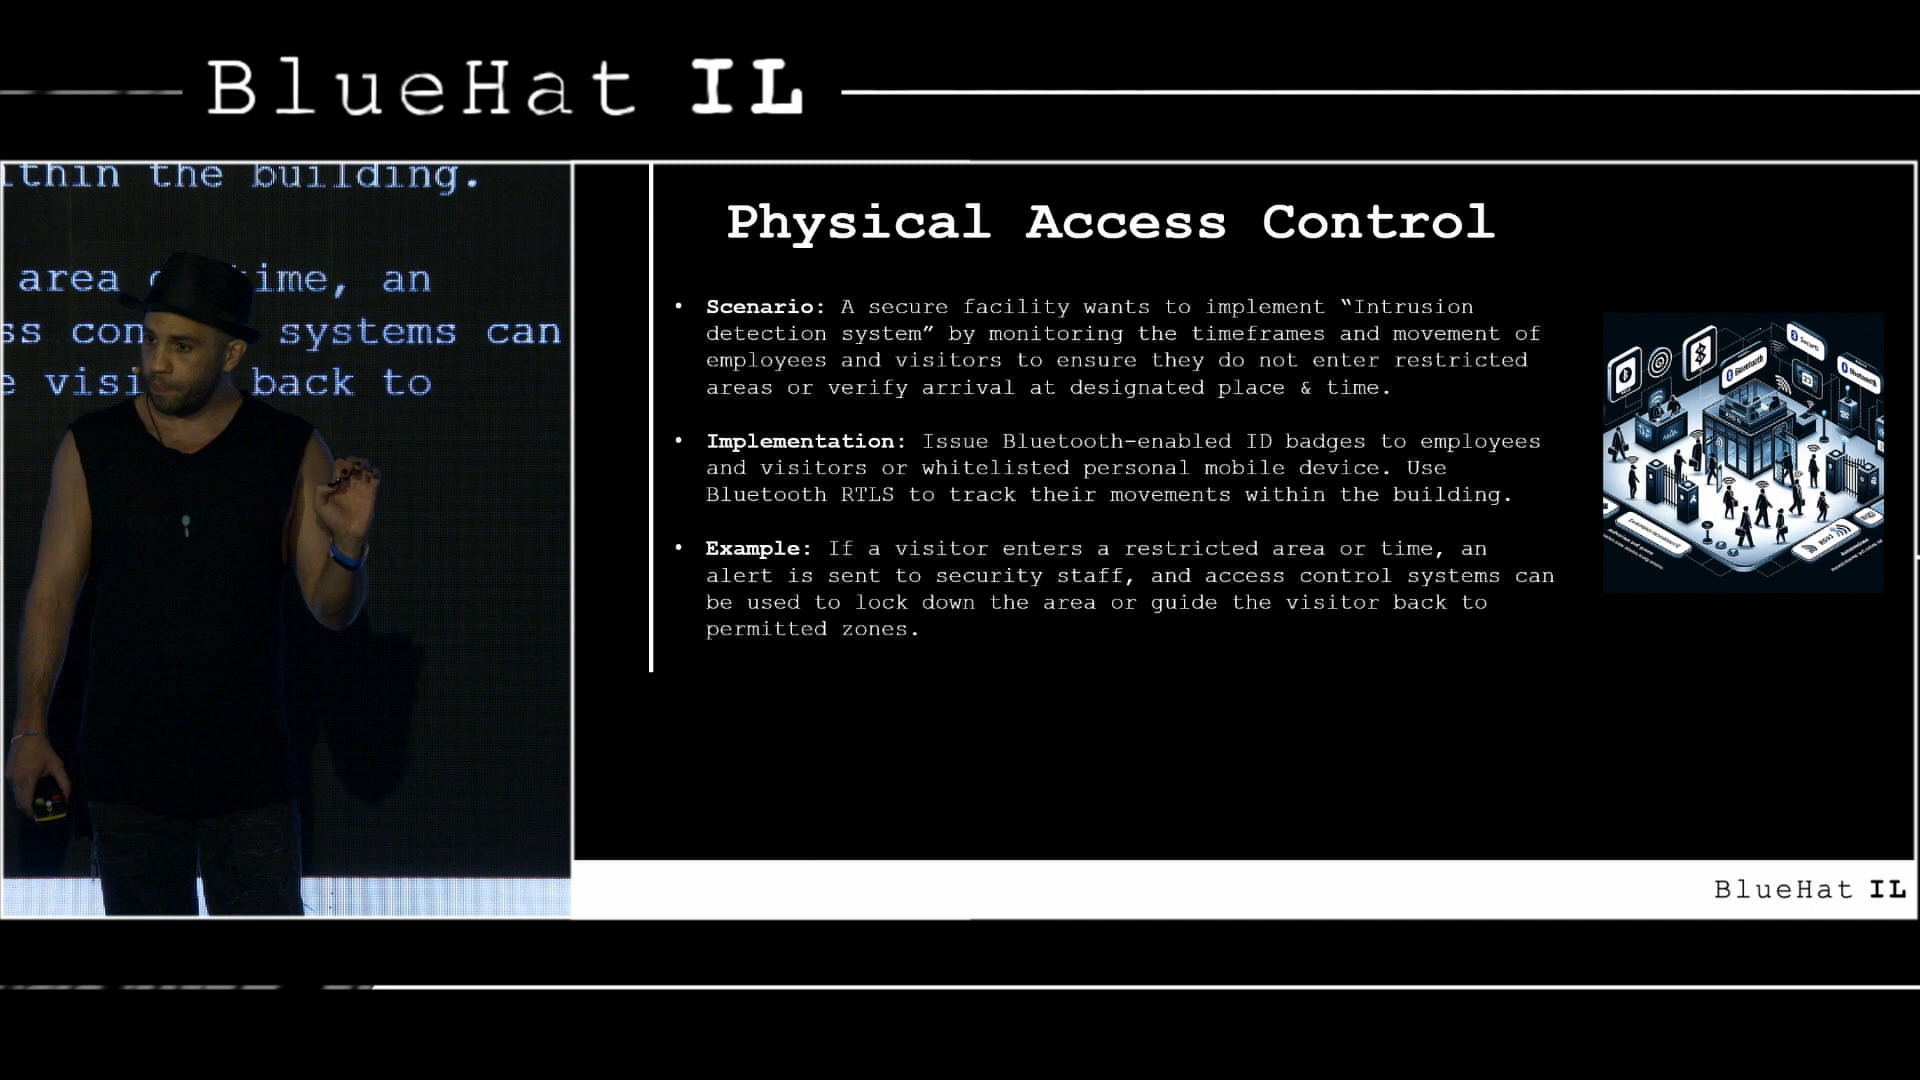 BlueHat IL
thin the building.
area ime, an
ss con systems can
e visi back to
Physical Access Control
• Scenario: A secure facility wants to implement “Intrusion
detection system” by monitoring the timeframes and movement of
employees and visitors to ensure they do not enter restricted
areas or verify arrival at designated place & time.
• Implementation: Issue Bluetooth-enabled ID badges to employees
and visitors or whitelisted personal mobile device. Use
Bluetooth RTLS to track their movements within the building.
• Example: If a visitor enters a restricted area or time, an
alert is sent to security staff, and access control systems can
be used to lock down the area or guide the visitor back to
permitted zones.
Bluetooth
BlueHat IL